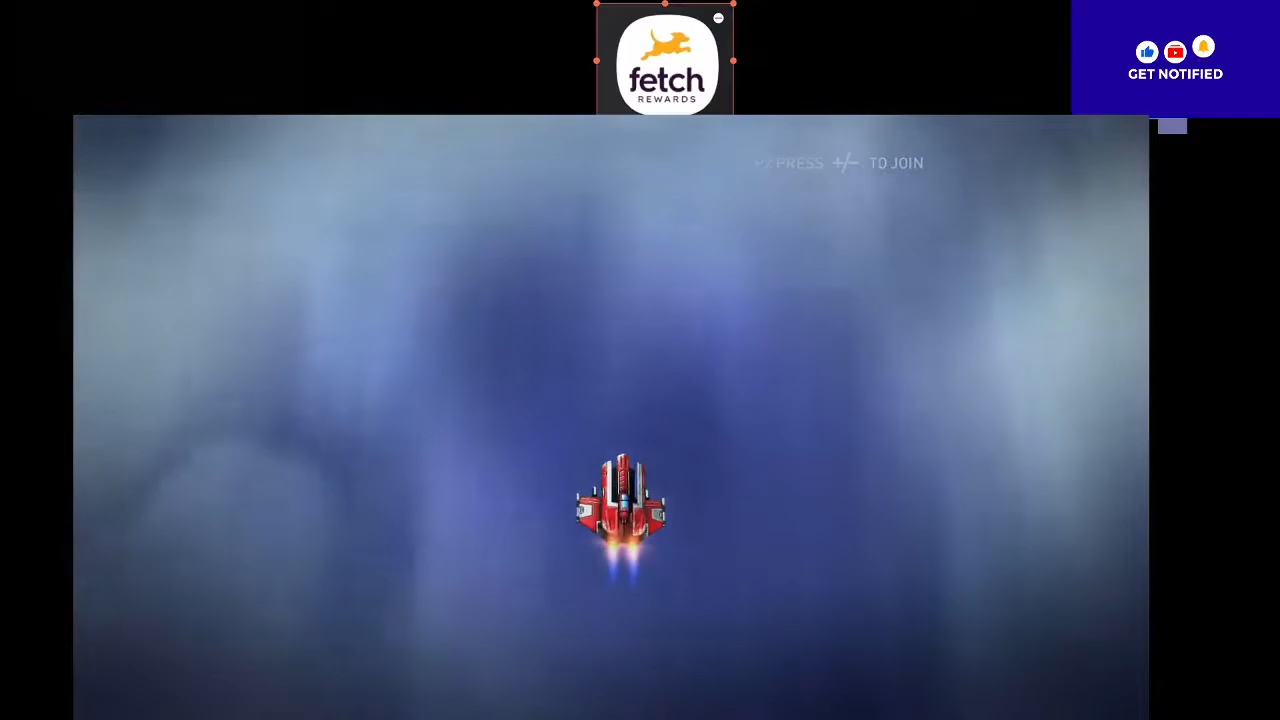 fetch
REWARDS
GET NOTIFIED
PRESS +/- TO JOIN